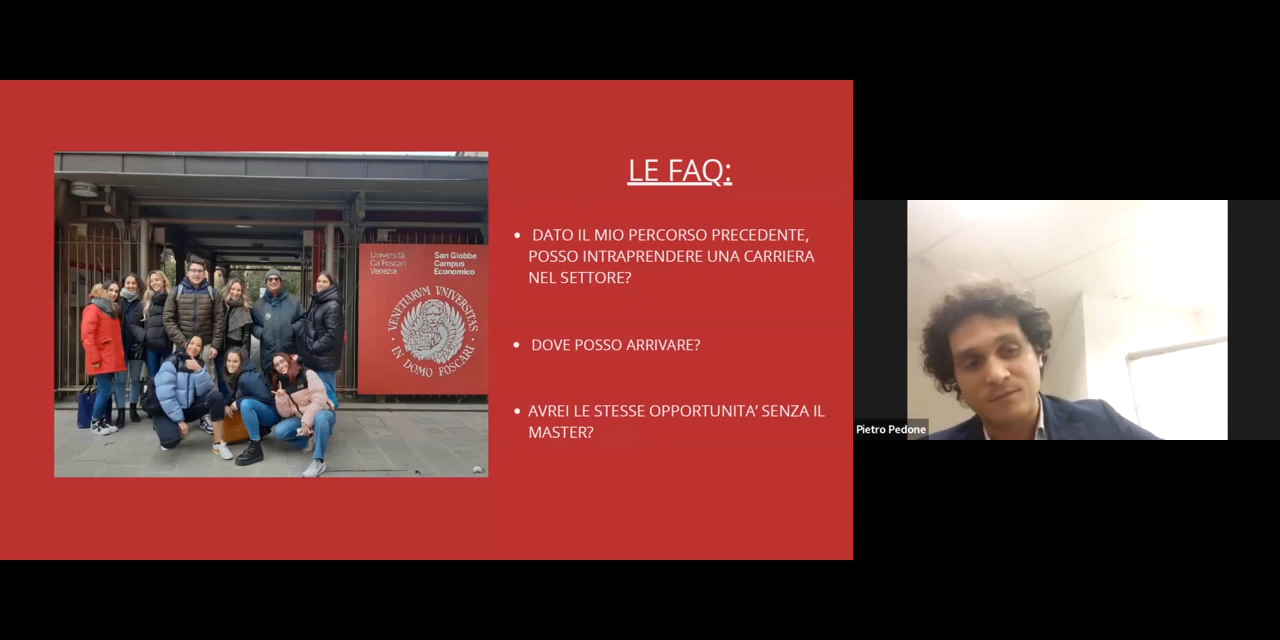 LE FAQ:
• DATO IL MIO PERCORSO PRECEDENTE,
POSSO INTRAPRENDERE UNA CARRIERA
NEL SETTORE?
• DOVE POSSO ARRIVARE?
• AVREI LE STESSE OPPORTUNITA’ SENZA IL
MASTER?
Università
Ca'Foscari
Venezia
San Giobbe
Campus
Economico
VENETIARVM VNIVERSITAS
• IN DOMO FOSCARI •
Pietro Pedone